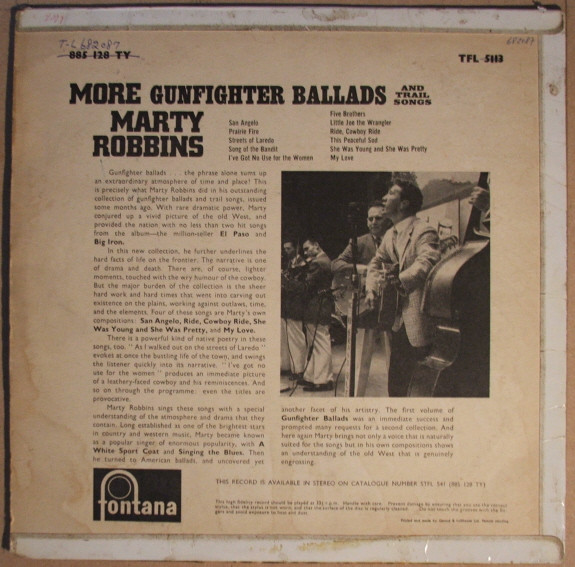 T-L 682087
885 128 TY
TFL 5113
MORE GUNFIGHTER BALLADS AND TRAIL SONGS
MARTY
ROBBINS
San Angelo
Prairie Fire
Streets of Laredo
Song of the Bandit
I've Got No Use for the Women
Five Brothers
Little Joe the Wrangler
Ride, Cowboy Ride
This Peaceful Sod
She Was Young and She Was Pretty
My Love
Gunfighter ballads . . . the phrase alone turns up
an extraordinary atmosphere of time and place! This
is precisely what Marty Robbins did in his outstanding
collection of gunfighter ballads and trail songs, issued
some months ago. With rare dramatic power, Marty
conjured up a vivid picture of the old West, and
provided the nation with no less than two hit songs
from the album—the million-seller El Paso and
Big Iron.
In this new collection, he further underlines the
hard facts of life on the frontier. The narrative is one
of drama and death. There are, of course, lighter
moments, touched with the wry humour of the cowboy.
But the major burden of the collection is the sheer
hard work and hard times that went into carving out
existence on the plains, working against outlaws, time,
and the elements. Four of these songs are Marty's own
compositions: San Angelo, Ride, Cowboy Ride, She
Was Young and She Was Pretty, and My Love.
There is a powerful kind of native poetry in these
songs, too. "As I walked out on the streets of Laredo"
evokes at once the bustling life of the town, and swings
the listener quickly into its narrative. "I've got no
use for the women" produces an immediate picture
of a leathery-faced cowboy and his reminiscences. And
so on through the programme: even the titles are
provocative.
Marty Robbins sings these songs with a special
understanding of the atmosphere and drama that they
contain. Long established as one of the brightest stars
in country and western music, Marty became known
as a popular singer of enormous popularity, with A
White Sport Coat and Singing the Blues. Then
he turned to American ballads, and uncovered yet
another facet of his artistry. The first volume of
Gunfighter Ballads was an immediate success and
prompted many requests for a second collection. And
here again Marty brings not only a voice that is naturally
suited for the songs but in his own compositions shows
an understanding of the old West that is genuinely
engrossing.
THIS RECORD IS AVAILABLE IN STEREO ON CATALOGUE NUMBER STFL 541 (885 128 TY)
fontana